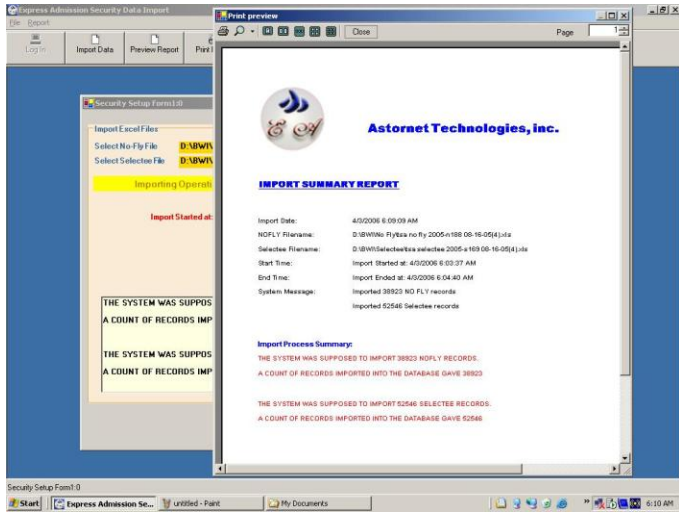 Express Admission Security Data Import
File Report
Log In
Import Data
Preview Report
Print
Security Setup Form1:0
Import Excel Files
Select No-Fly File D:\BWI\
Select Selectee File D:\BWI\
Importing Operati
Import Started at:
THE SYSTEM WAS SUPPOS
A COUNT OF RECORDS IMP
THE SYSTEM WAS SUPPOS
A COUNT OF RECORDS IMP
Print preview
Close
Page 1
EA
Astornet Technologies, inc.
IMPORT SUMMARY REPORT
Import Date: 4/3/2006 6:09:09 AM
NOFLY Filename: D:\BWI\No Fly\tsa no fly 2005-n188 08-16-05(4).xls
Selectee Filename: D:\BWI\Selectee\tsa selectee 2005-s169 08-16-05(4).xls
Start Time: Import Started at: 4/3/2006 6:03:37 AM
End Time: Import Ended at: 4/3/2006 6:04:40 AM
System Message: Imported 38923 NO FLY records
Imported 52546 Selectee records
Import Process Summary:
THE SYSTEM WAS SUPPOSED TO IMPORT 38923 NOFLY RECORDS.
A COUNT OF RECORDS IMPORTED INTO THE DATABASE GAVE 38923
THE SYSTEM WAS SUPPOSED TO IMPORT 52546 SELECTEE RECORDS.
A COUNT OF RECORDS IMPORTED INTO THE DATABASE GAVE 52546
Security Setup Form1:0
Start
Express Admission Se...
untitled - Paint
My Documents
6:10 AM